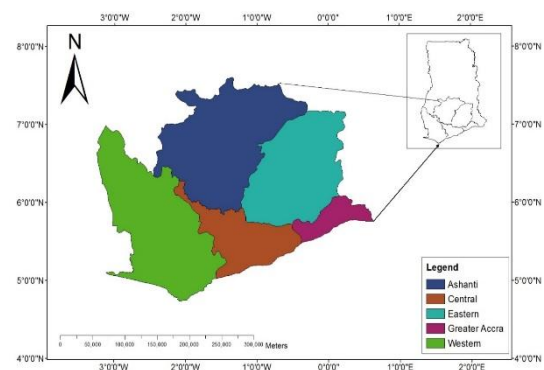 3°0'0"W 2°0'0"W 1°0'0"W 0°0'0"E 1°0'0"E 2°0'0"E
N
8°0'0"N 8°0'0"N
7°0'0"N 7°0'0"N
6°0'0"N 6°0'0"N
5°0'0"N 5°0'0"N
4°0'0"N 4°0'0"N
Legend
Ashanti
Central
Eastern
Greater Accra
Western
0 50,000 100,000 150,000 200,000 250,000 300,000
Meters
3°0'0"W 2°0'0"W 1°0'0"W 0°0'0"E 1°0'0"E 2°0'0"E